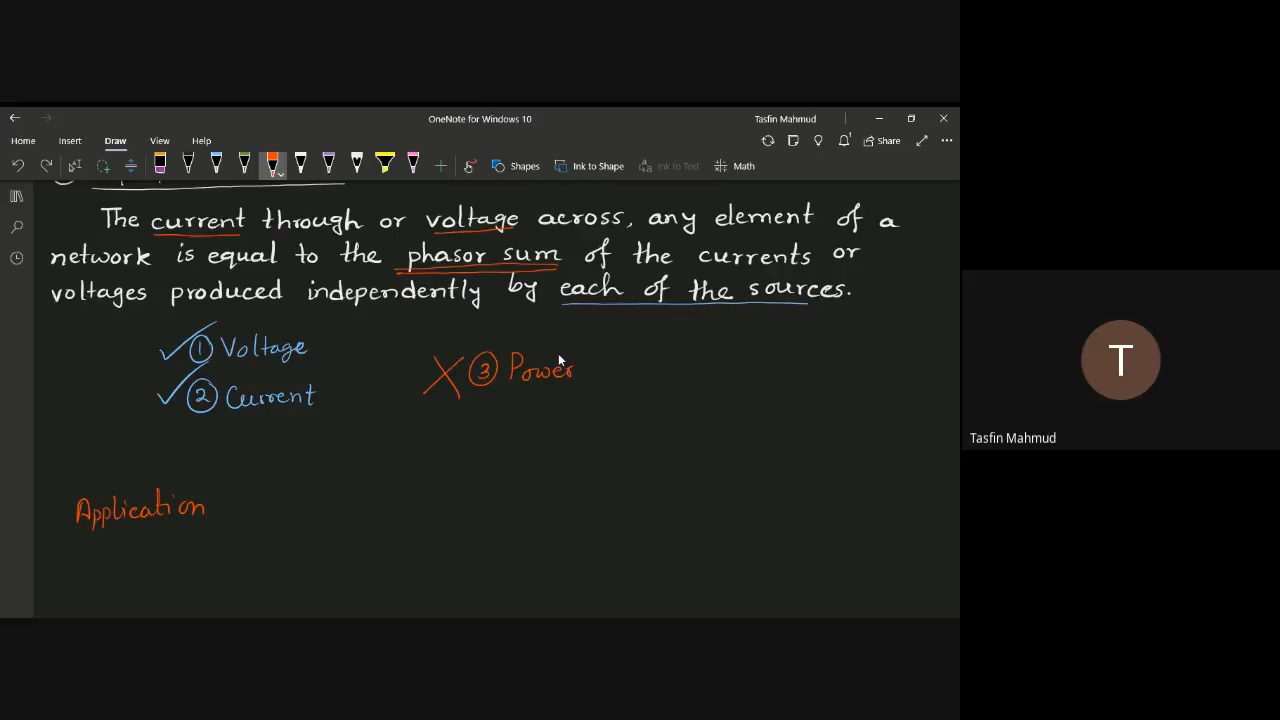 OneNote for Windows 10
Tasfin Mahmud
Home Insert Draw View Help
Share
Shapes Ink to Shape Ink to Text Math
The current through or voltage across, any element of a
network is equal to the phasor sum of the currents or
voltages produced independently by each of the sources.
1 Voltage
3 Power
2 Current
Application
T
Tasfin Mahmud